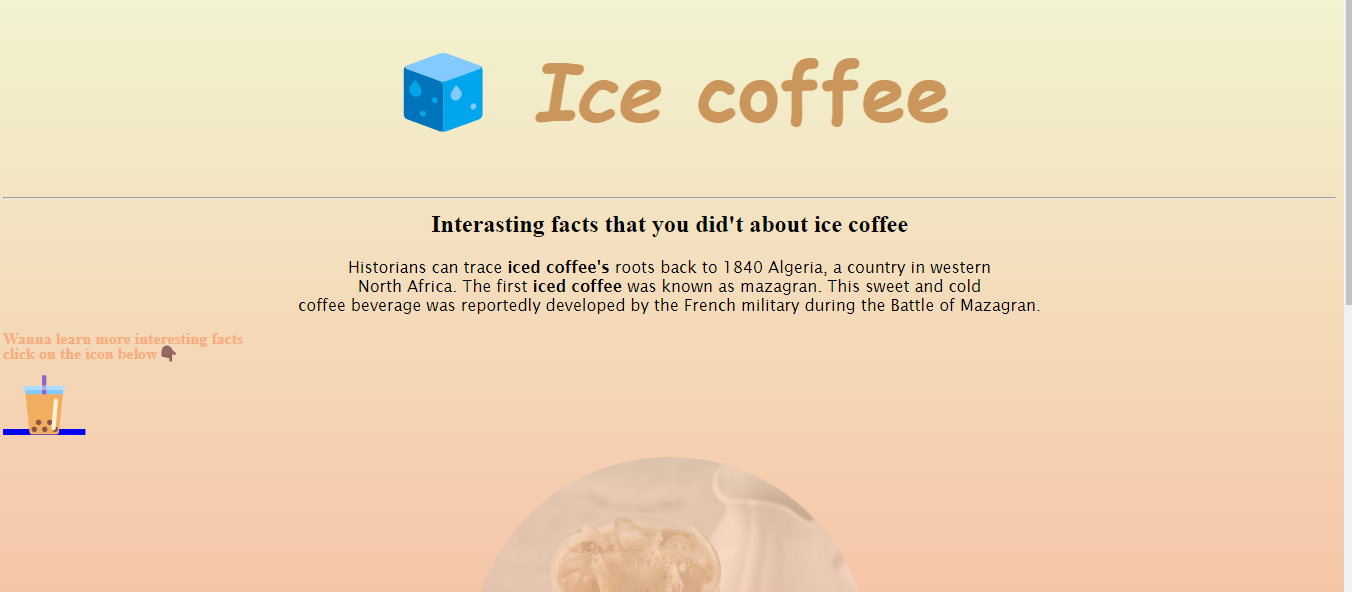 Ice coffee
Interasting facts that you did't about ice coffee
Historians can trace iced coffee's roots back to 1840 Algeria, a country in western
North Africa. The first iced coffee was known as mazagran. This sweet and cold
coffee beverage was reportedly developed by the French military during the Battle of Mazagran.
Wanna learn more interesting facts
click on the icon below